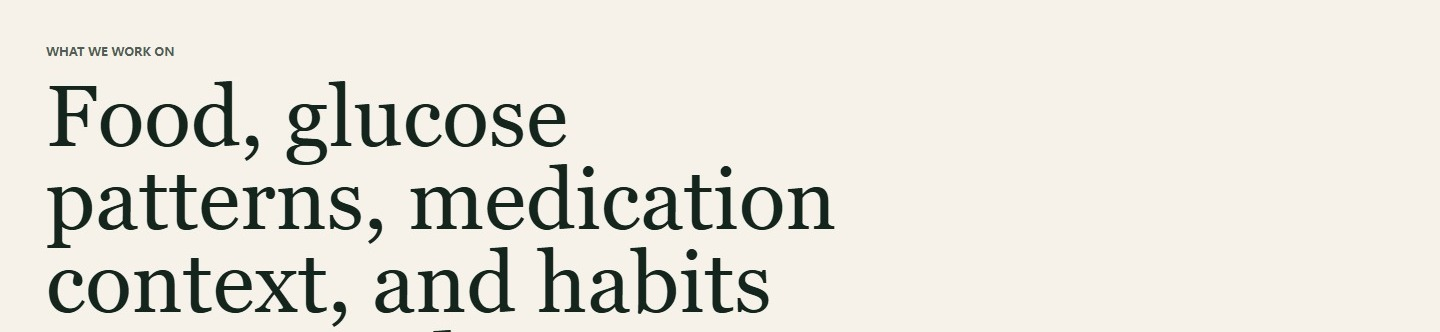 WHAT WE WORK ON
Food, glucose
patterns, medication
context, and habits